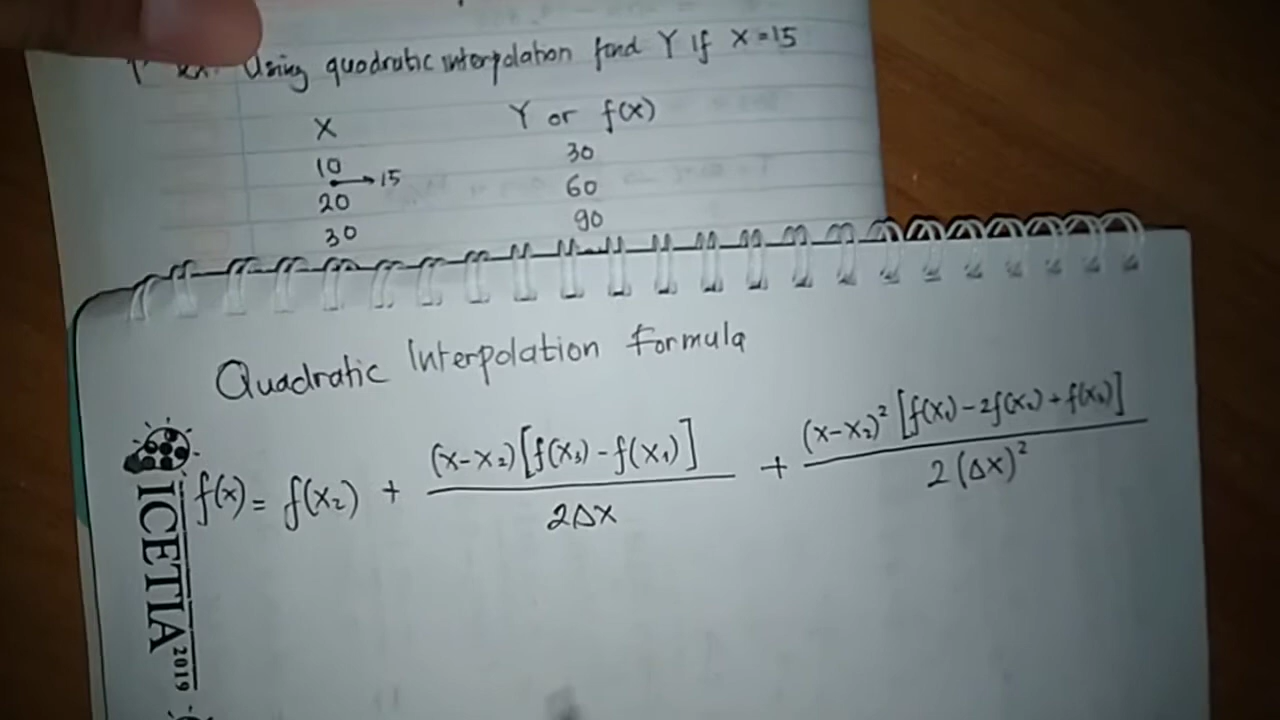 Using quadratic interpolation find Y if X = 15
X Y or f(x)
10 30
15
20 60
30 90
Quadratic Interpolation Formula
f(x) = f(x₂) + (x-x₂)[f(x₃) - f(x₁)] / 2Δx + (x-x₂)² [f(x₁) - 2f(x₂) + f(x₃)] / 2(Δx)²
ICETIA 2019